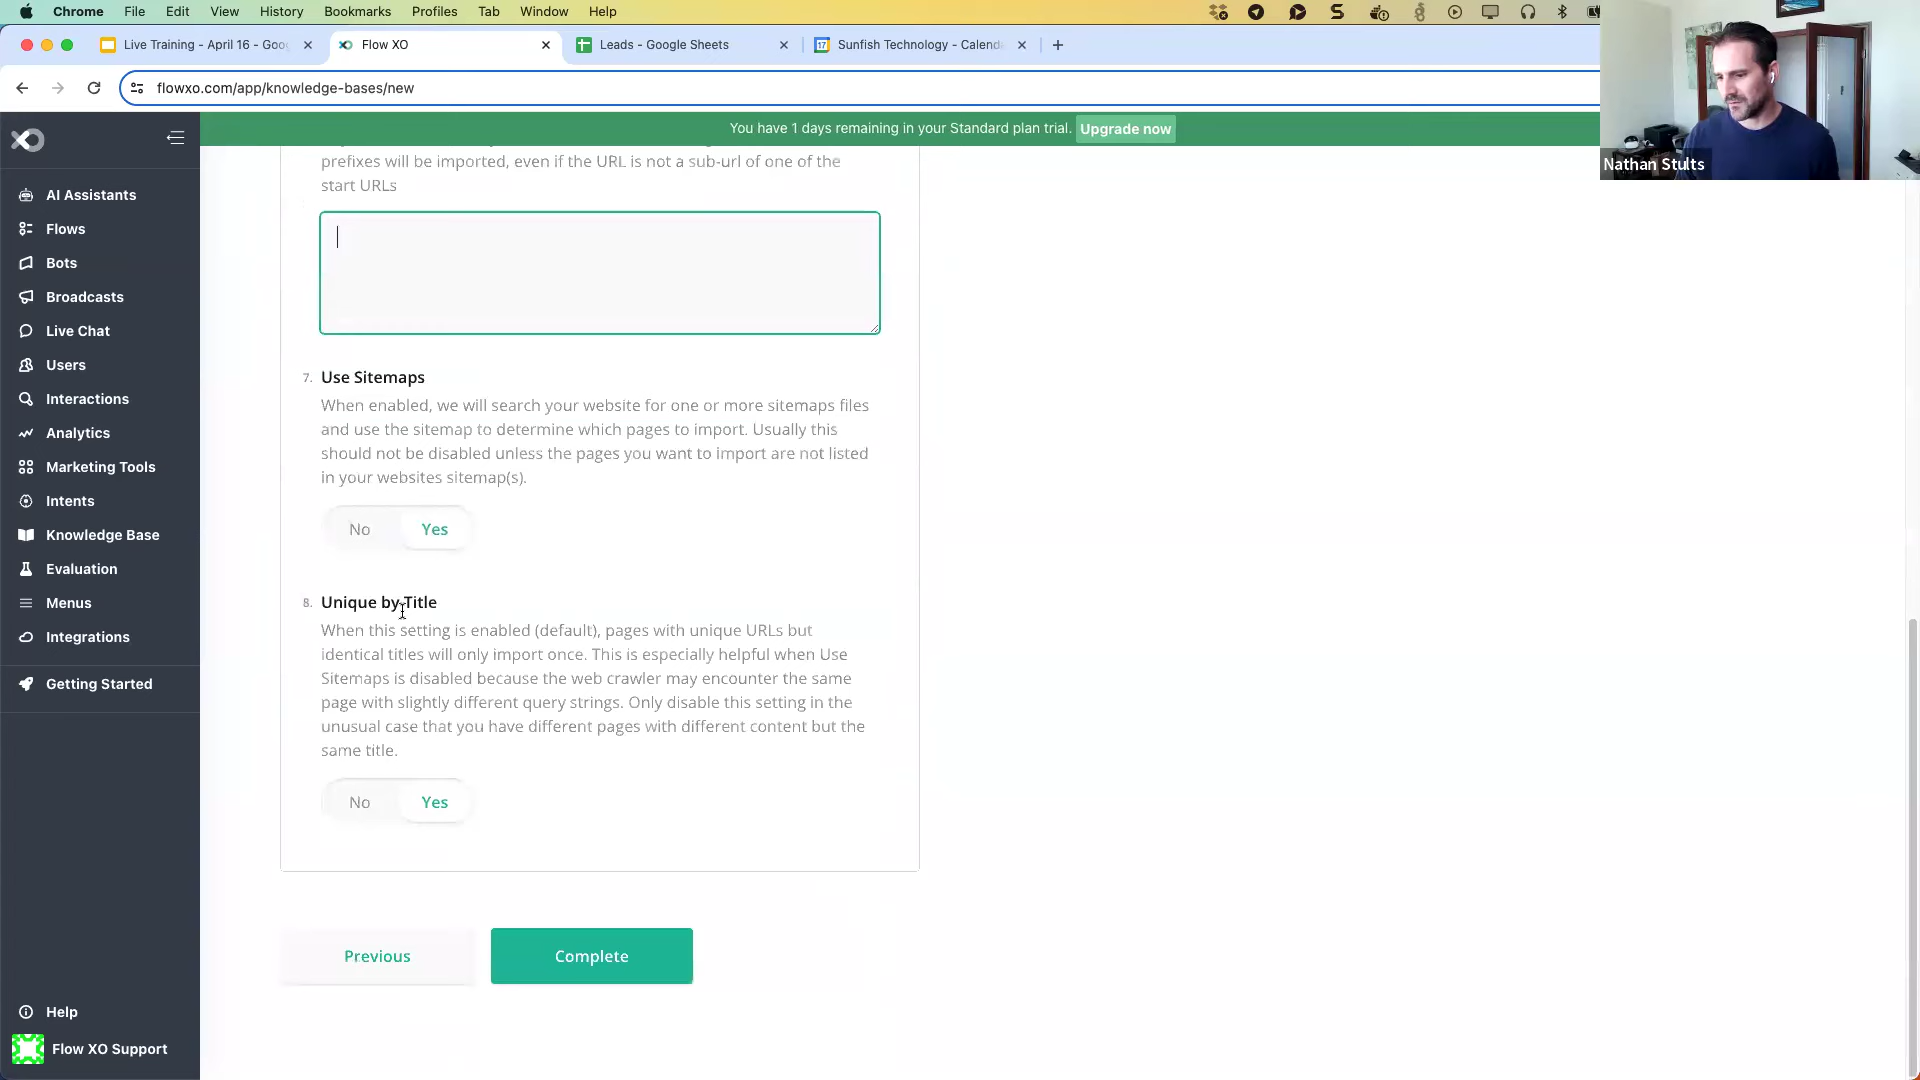 Chrome File Edit View History Bookmarks Profiles Tab Window Help
Live Training - April 16 - Goo
Flow XO
Leads - Google Sheets
17
Sunfish Technology - Calend
flowxo.com/app/knowledge-bases/new
You have 1 days remaining in your Standard plan trial. Upgrade now
Nathan Stults
XO
AI Assistants
Flows
Bots
Broadcasts
Live Chat
Users
Interactions
Analytics
Marketing Tools
Intents
Knowledge Base
Evaluation
Menus
Integrations
Getting Started
Help
Flow XO Support
prefixes will be imported, even if the URL is not a sub-url of one of the
start URLs
7. Use Sitemaps
When enabled, we will search your website for one or more sitemaps files
and use the sitemap to determine which pages to import. Usually this
should not be disabled unless the pages you want to import are not listed
in your websites sitemap(s).
No Yes
8. Unique by Title
When this setting is enabled (default), pages with unique URLs but
identical titles will only import once. This is especially helpful when Use
Sitemaps is disabled because the web crawler may encounter the same
page with slightly different query strings. Only disable this setting in the
unusual case that you have different pages with different content but the
same title.
No Yes
Previous
Complete